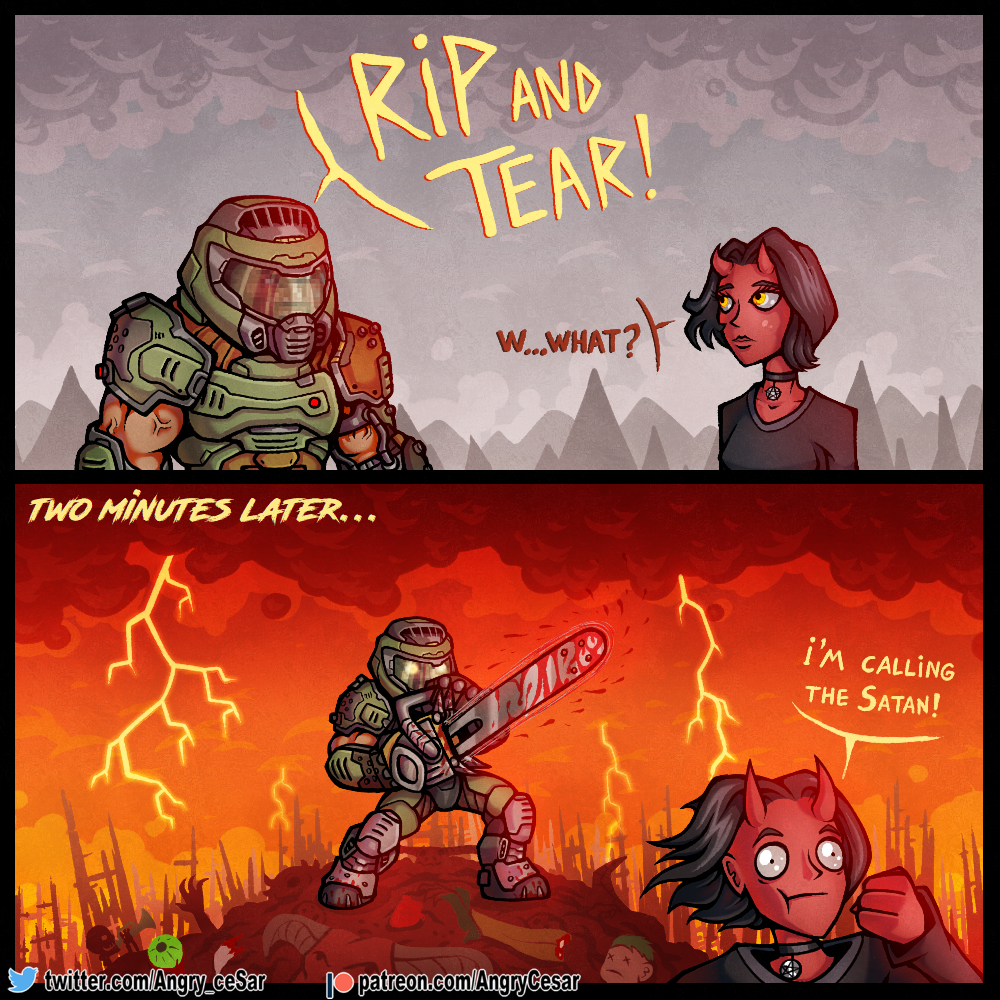 RiP AND
TEAR!
W...WHAT?
TWO MiNUTES LATER...
i'M CALLiNG
THE SATAN!
twitter.com/Angry_ceSar
patreon.com/AngryCesar